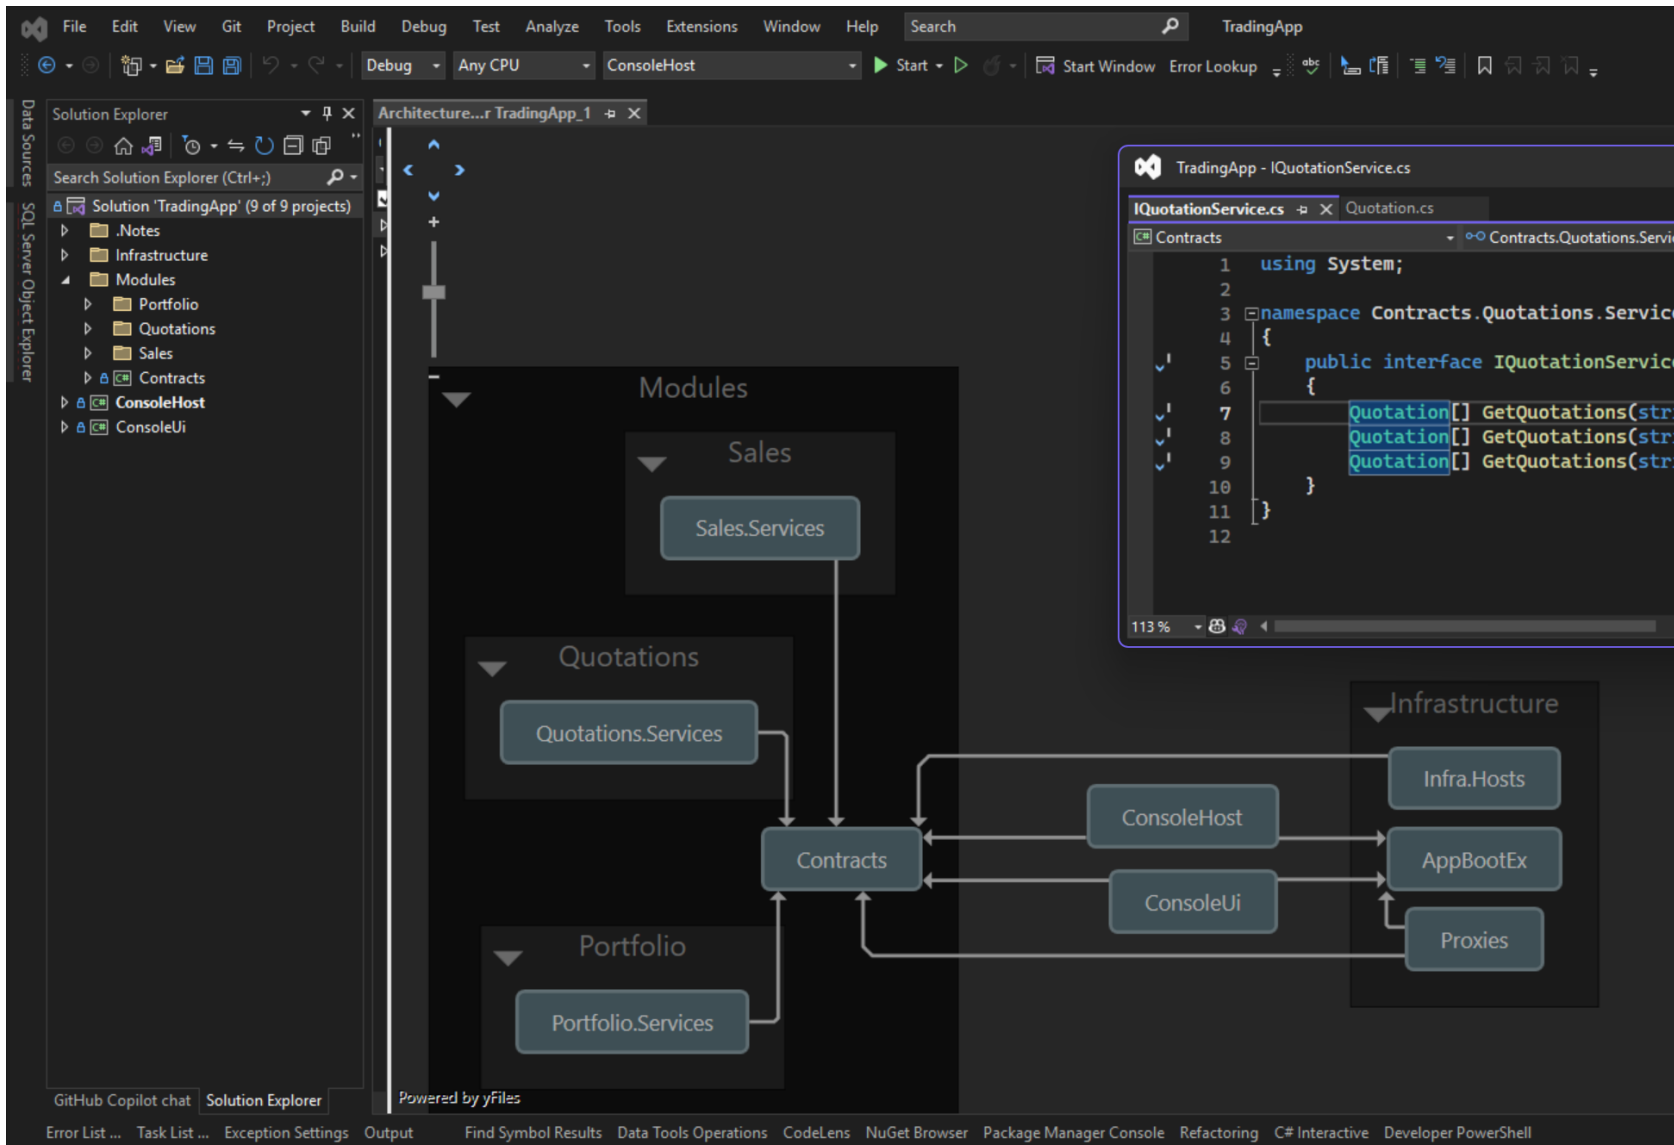 File Edit View Git Project Build Debug Test Analyze Tools Extensions Window Help Search TradingApp
Debug Any CPU ConsoleHost Start Start Window Error Lookup abc
Data Sources
SQL Server Object Explorer
Solution Explorer
Search Solution Explorer (Ctrl+;)
Solution 'TradingApp' (9 of 9 projects)
.Notes
Infrastructure
Modules
Portfolio
Quotations
Sales
C# Contracts
C# ConsoleHost
C# ConsoleUi
GitHub Copilot chat Solution Explorer
Architecture...r TradingApp_1
Modules
Sales
Sales.Services
Quotations
Quotations.Services
Contracts
Portfolio
Portfolio.Services
ConsoleHost
ConsoleUi
Infrastructure
Infra.Hosts
AppBootEx
Proxies
Powered by yFiles
TradingApp - IQuotationService.cs
IQuotationService.cs Quotation.cs
C# Contracts Contracts.Quotations.Servi
1 using System;
2
3 namespace Contracts.Quotations.Servic
4 {
5 public interface IQuotationService
6 {
7 Quotation[] GetQuotations(stri
8 Quotation[] GetQuotations(stri
9 Quotation[] GetQuotations(stri
10 }
11 }
12
113 %
Error List ... Task List ... Exception Settings Output Find Symbol Results Data Tools Operations CodeLens NuGet Browser Package Manager Console Refactoring C# Interactive Developer PowerShell